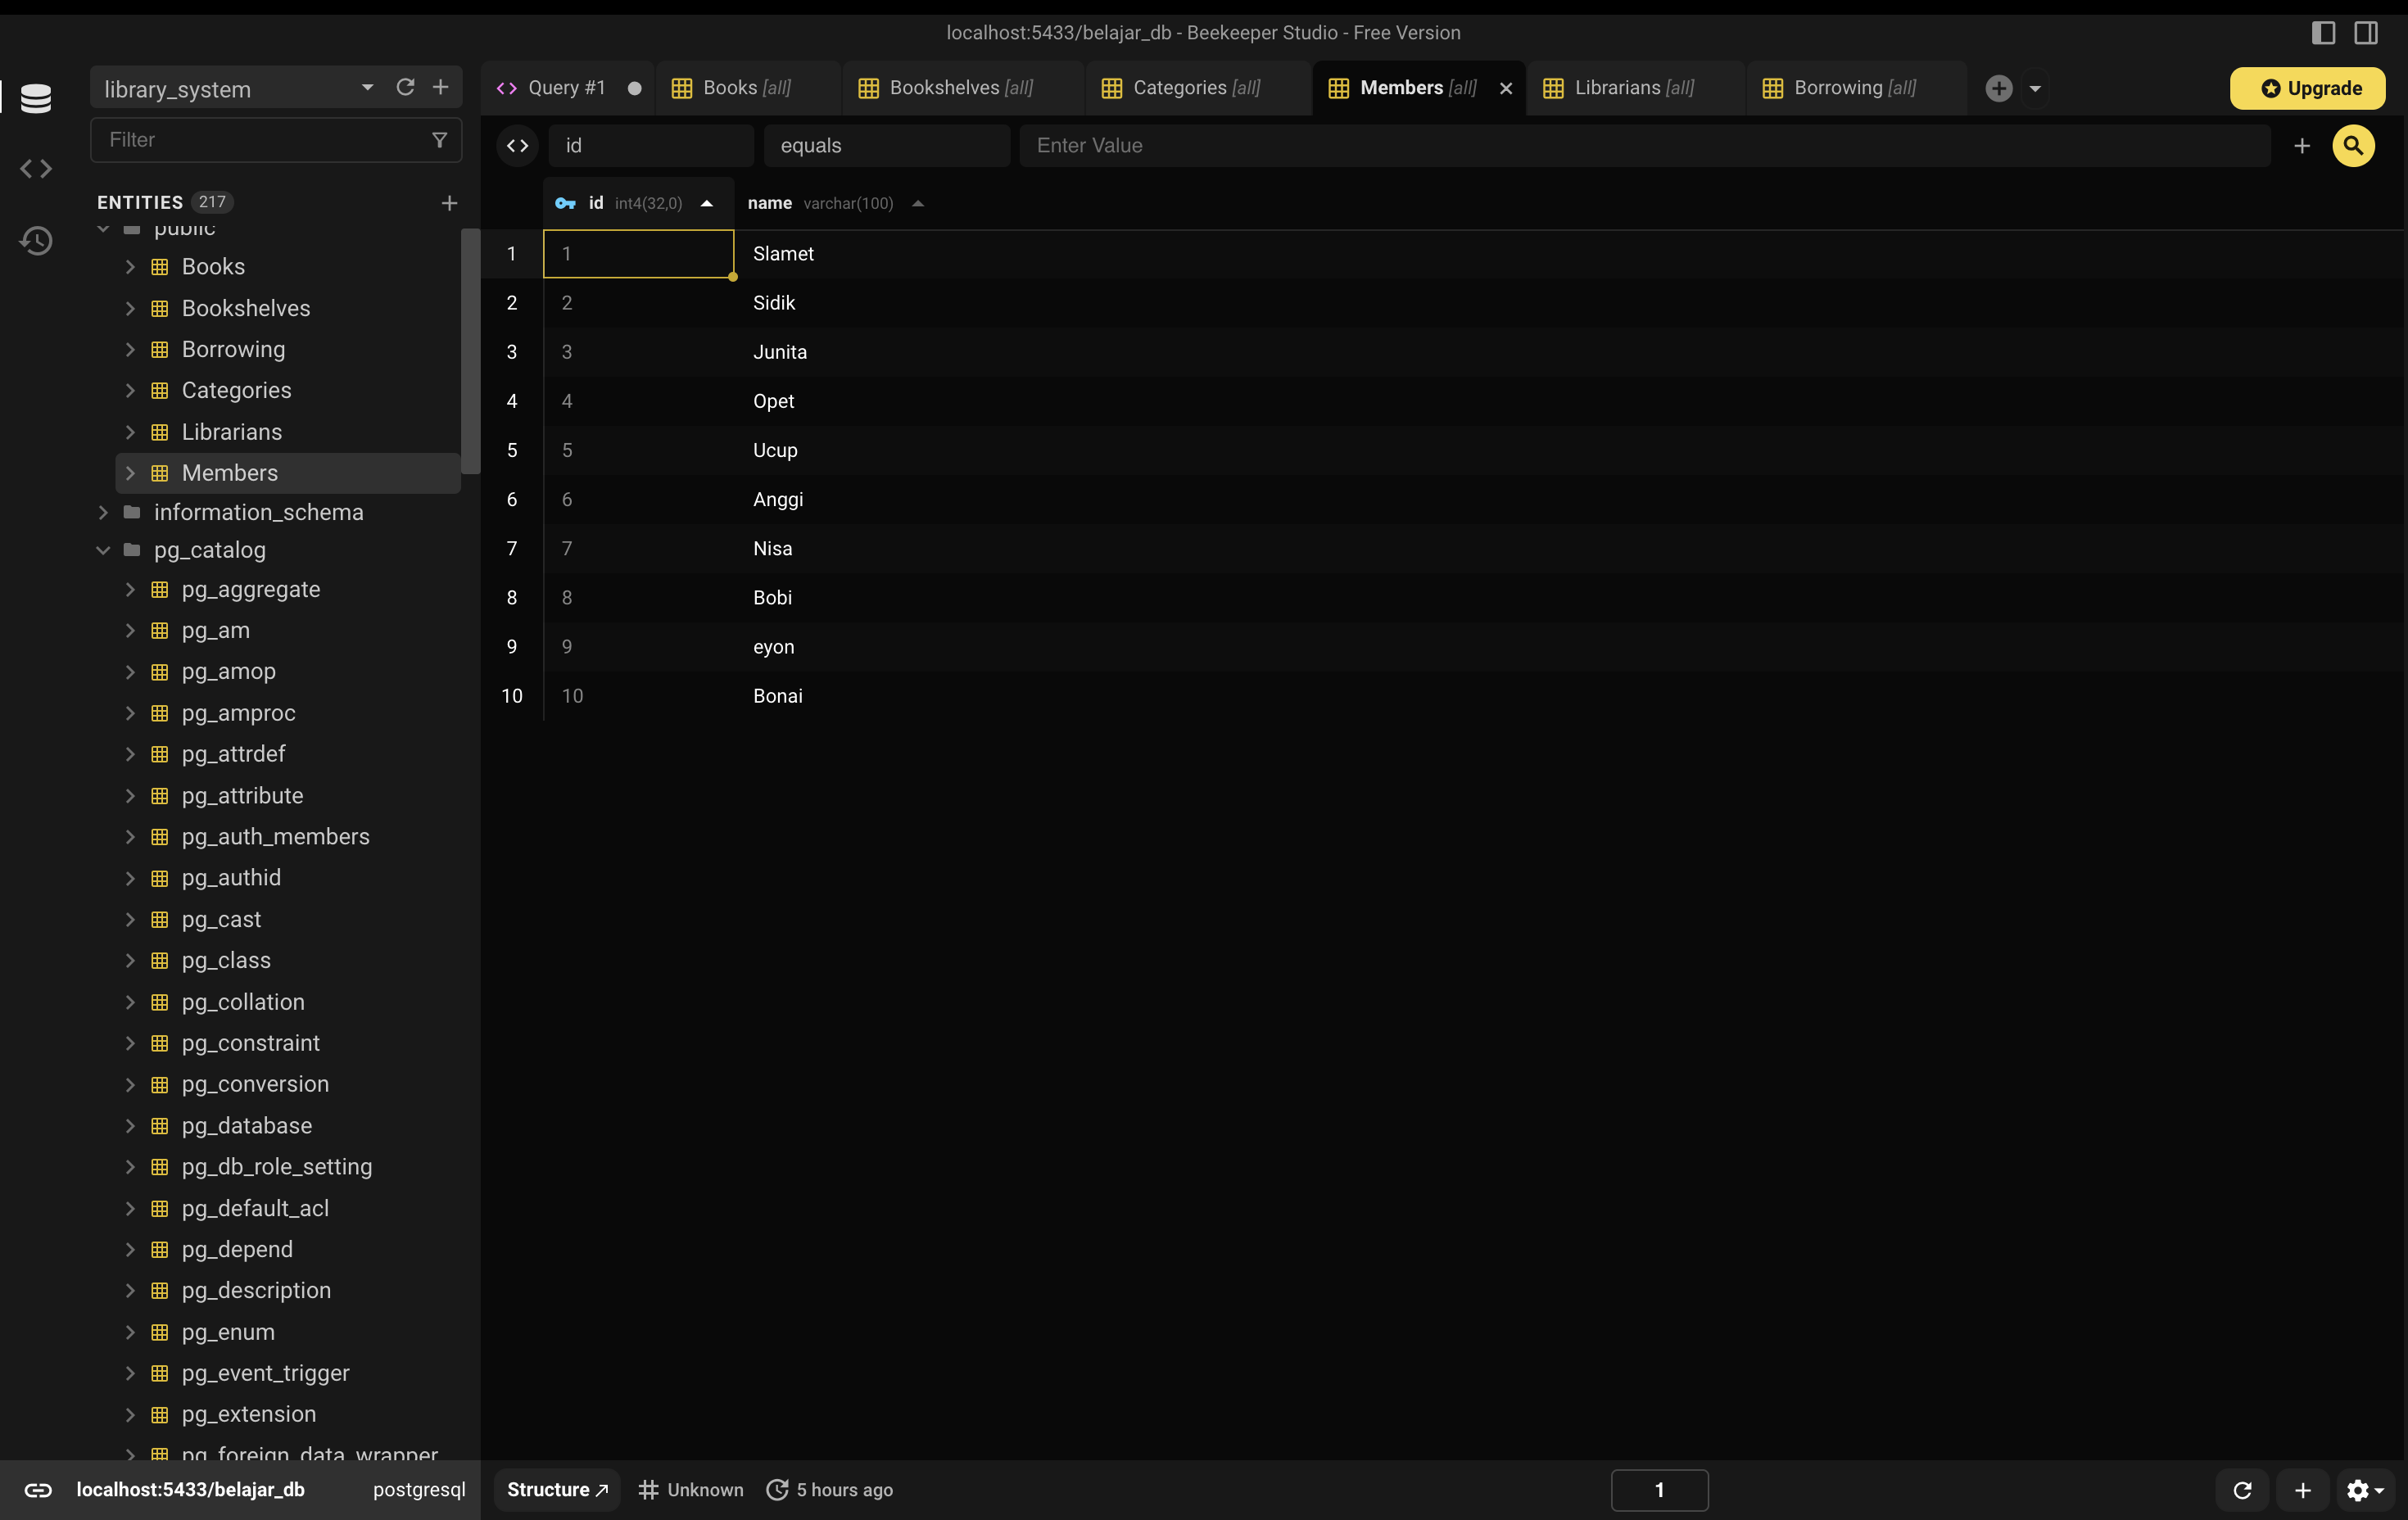 localhost:5433/belajar_db - Beekeeper Studio - Free Version
library_system
Filter
ENTITIES 217
public
Books
Bookshelves
Borrowing
Categories
Librarians
Members
information_schema
pg_catalog
pg_aggregate
pg_am
pg_amop
pg_amproc
pg_attrdef
pg_attribute
pg_auth_members
pg_authid
pg_cast
pg_class
pg_collation
pg_constraint
pg_conversion
pg_database
pg_db_role_setting
pg_default_acl
pg_depend
pg_description
pg_enum
pg_event_trigger
pg_extension
pg_foreign_data_wrapper
localhost:5433/belajar_db postgresql
Query #1 Books [all] Bookshelves [all] Categories [all] Members [all] Librarians [all] Borrowing [all] Upgrade
id equals Enter Value
id int4(32,0) name varchar(100)
1 1 Slamet
2 2 Sidik
3 3 Junita
4 4 Opet
5 5 Ucup
6 6 Anggi
7 7 Nisa
8 8 Bobi
9 9 eyon
10 10 Bonai
Structure Unknown 5 hours ago 1